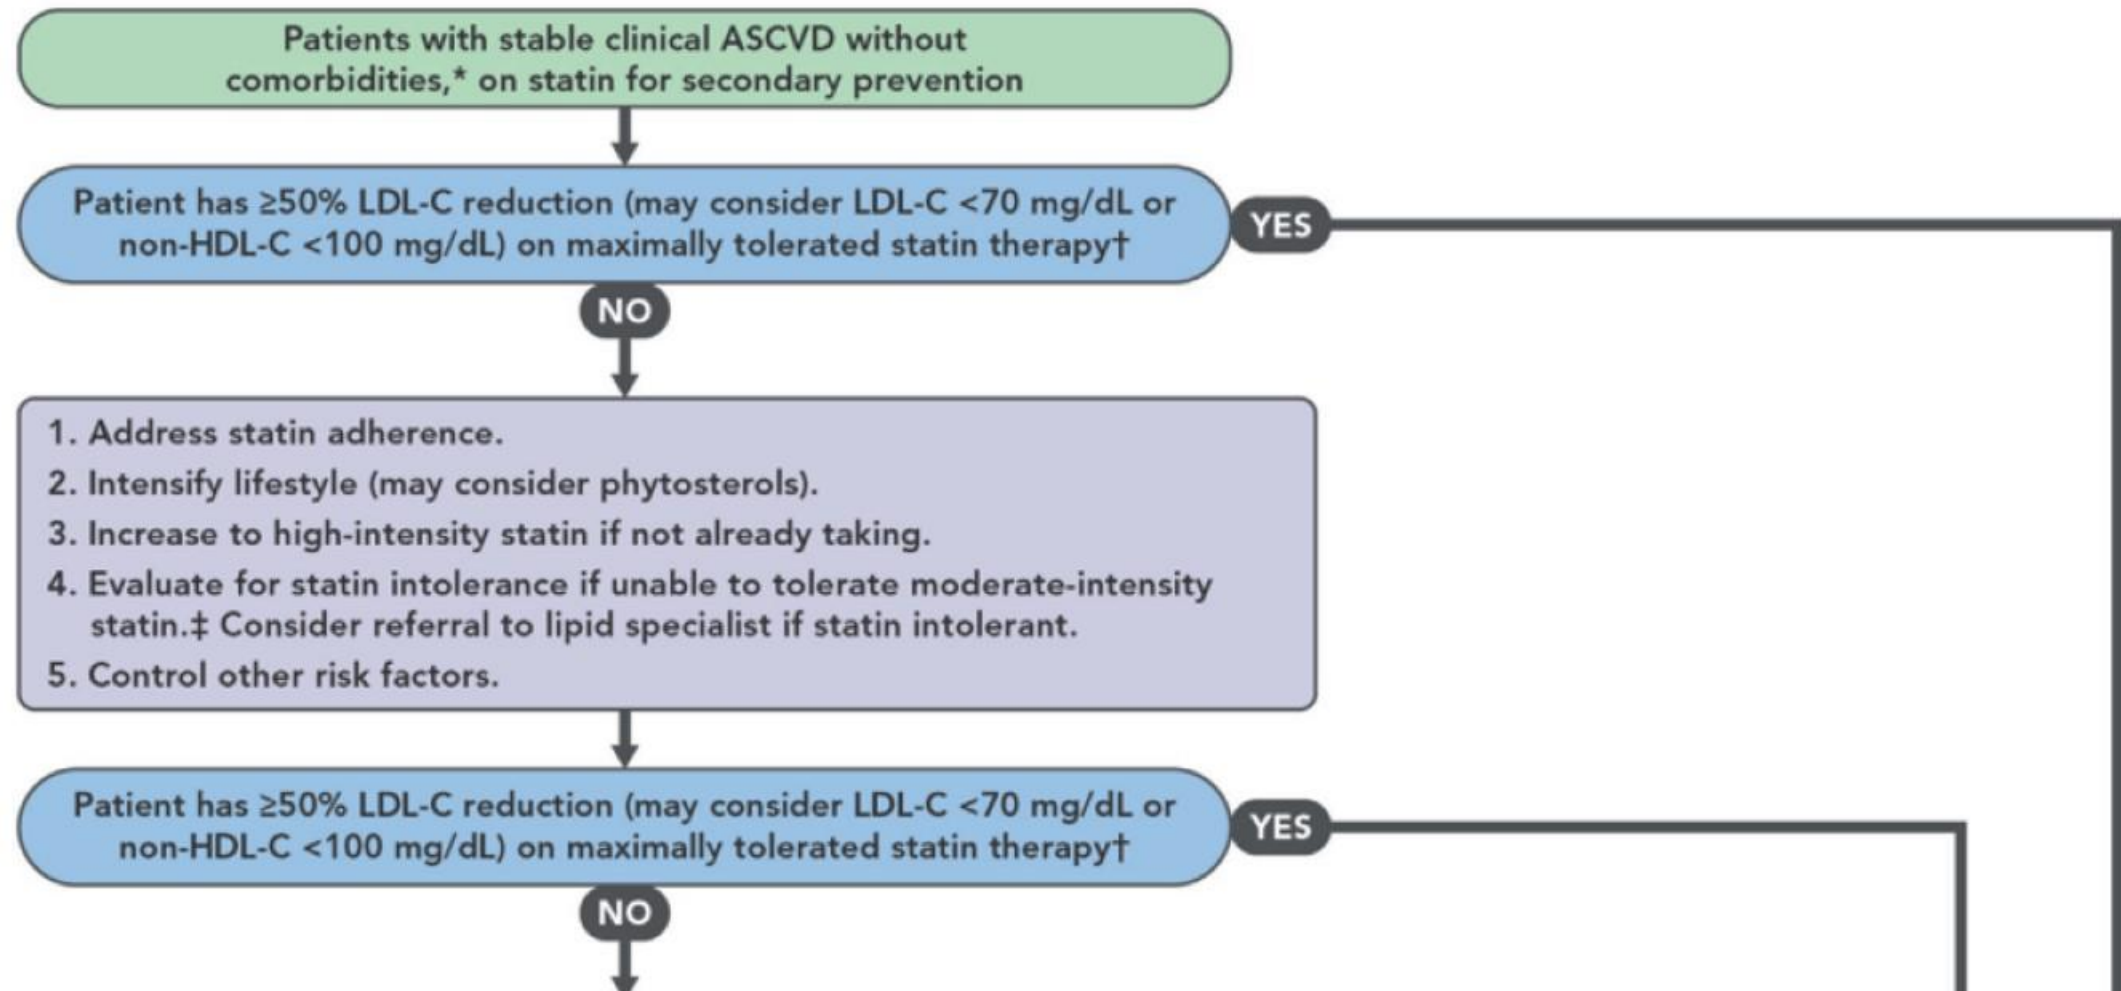 Patients with stable clinical ASCVD without
comorbidities,* on statin for secondary prevention
Patient has ≥50% LDL-C reduction (may consider LDL-C <70 mg/dL or
non-HDL-C <100 mg/dL) on maximally tolerated statin therapy†
YES
NO
1. Address statin adherence.
2. Intensify lifestyle (may consider phytosterols).
3. Increase to high-intensity statin if not already taking.
4. Evaluate for statin intolerance if unable to tolerate moderate-intensity
statin.‡ Consider referral to lipid specialist if statin intolerant.
5. Control other risk factors.
Patient has ≥50% LDL-C reduction (may consider LDL-C <70 mg/dL or
non-HDL-C <100 mg/dL) on maximally tolerated statin therapy†
YES
NO